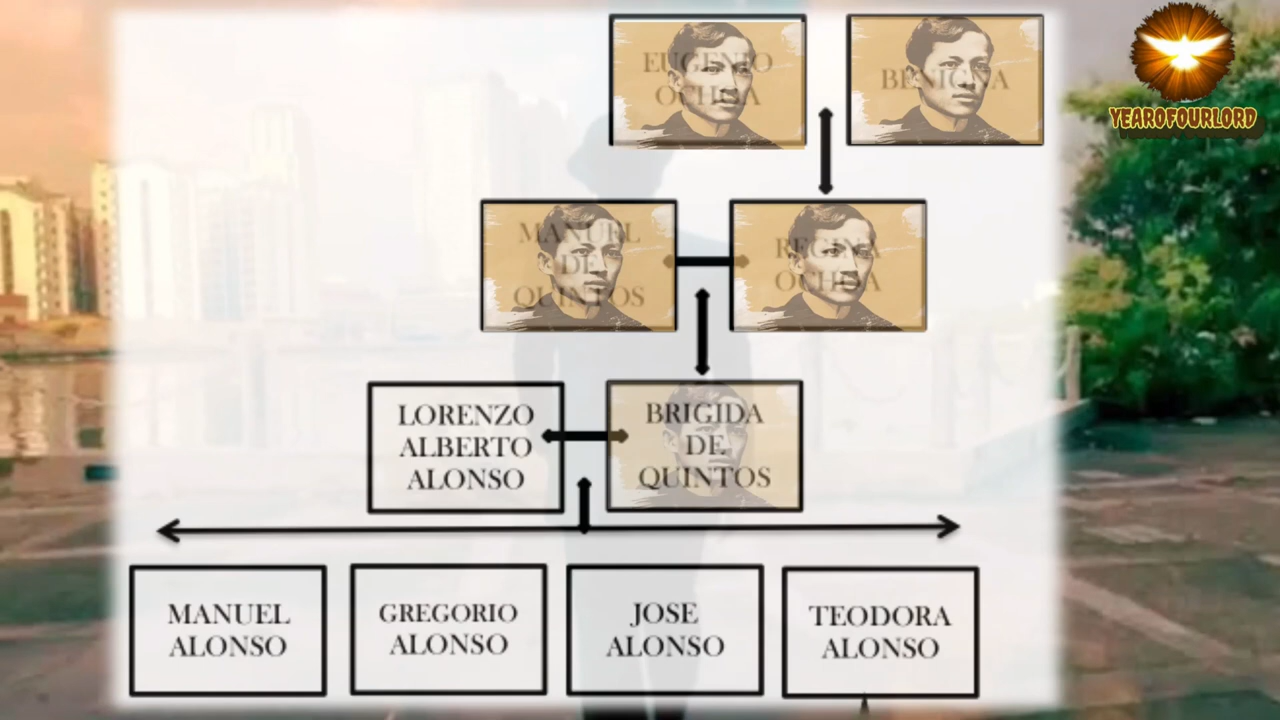 EUGENIO
OCHOA
BENIGNA
YEAROFOURLORD
MANUEL
DE
QUINTOS
REGINA
OCHOA
LORENZO
ALBERTO
ALONSO
BRIGIDA
DE
QUINTOS
MANUEL
ALONSO
GREGORIO
ALONSO
JOSE
ALONSO
TEODORA
ALONSO